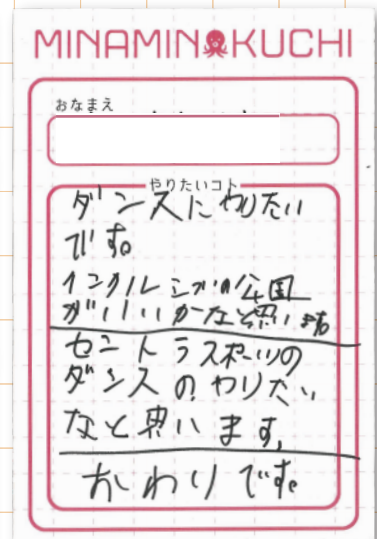 MINAMINOKUCHI
おなまえ
やりたいコト
ダンスにやりたい
です。
インクルシブの公園
がいいかなと思います
セントラスポーツの
ダンスのやりたい
なと思います。
おわりです。